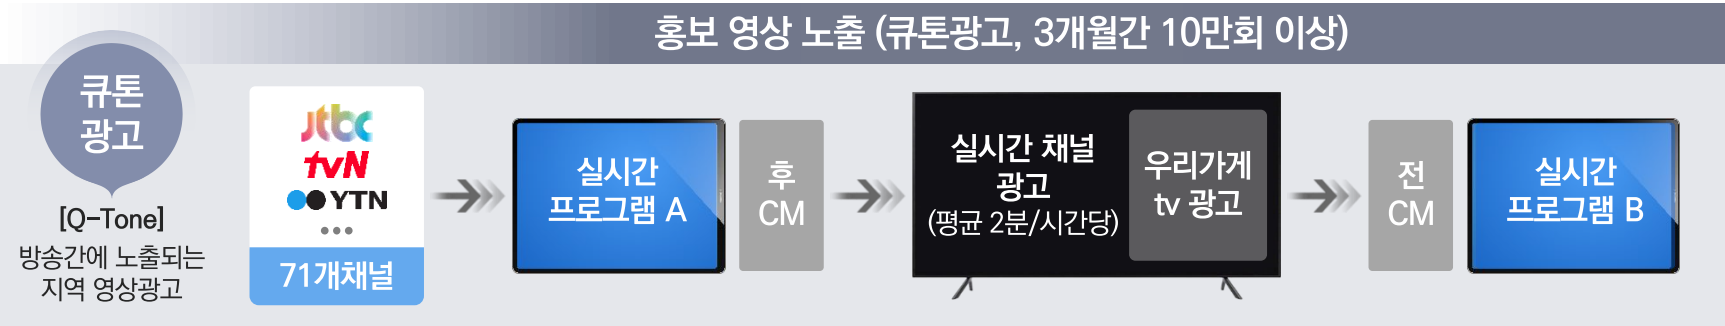 홍보 영상 노출 (큐톤광고, 3개월간 10만회 이상)
큐톤
광고
[Q-Tone]
방송간에 노출되는
지역 영상광고
jtbc
tvN
YTN
71개채널
실시간
프로그램 A
후
CM
실시간 채널
광고
(평균 2분/시간당)
우리가게
tv 광고
전
CM
실시간
프로그램 B